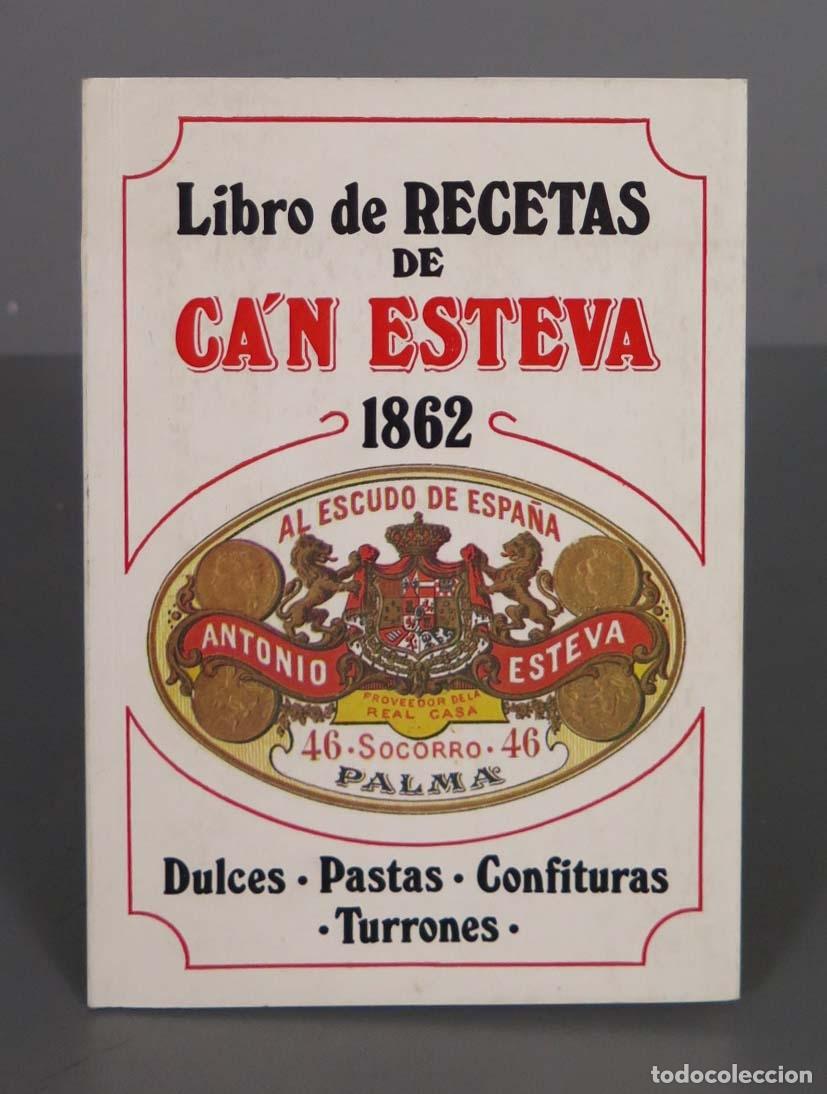 Libro de RECETAS
DE
CA'N ESTEVA
1862
AL ESCUDO DE ESPAÑA
ANTONIO ESTEVA
PROVEEDOR DE LA
REAL CASA
46 · SOCORRO · 46
PALMA
Dulces · Pastas · Confituras
· Turrones ·
todocoleccion